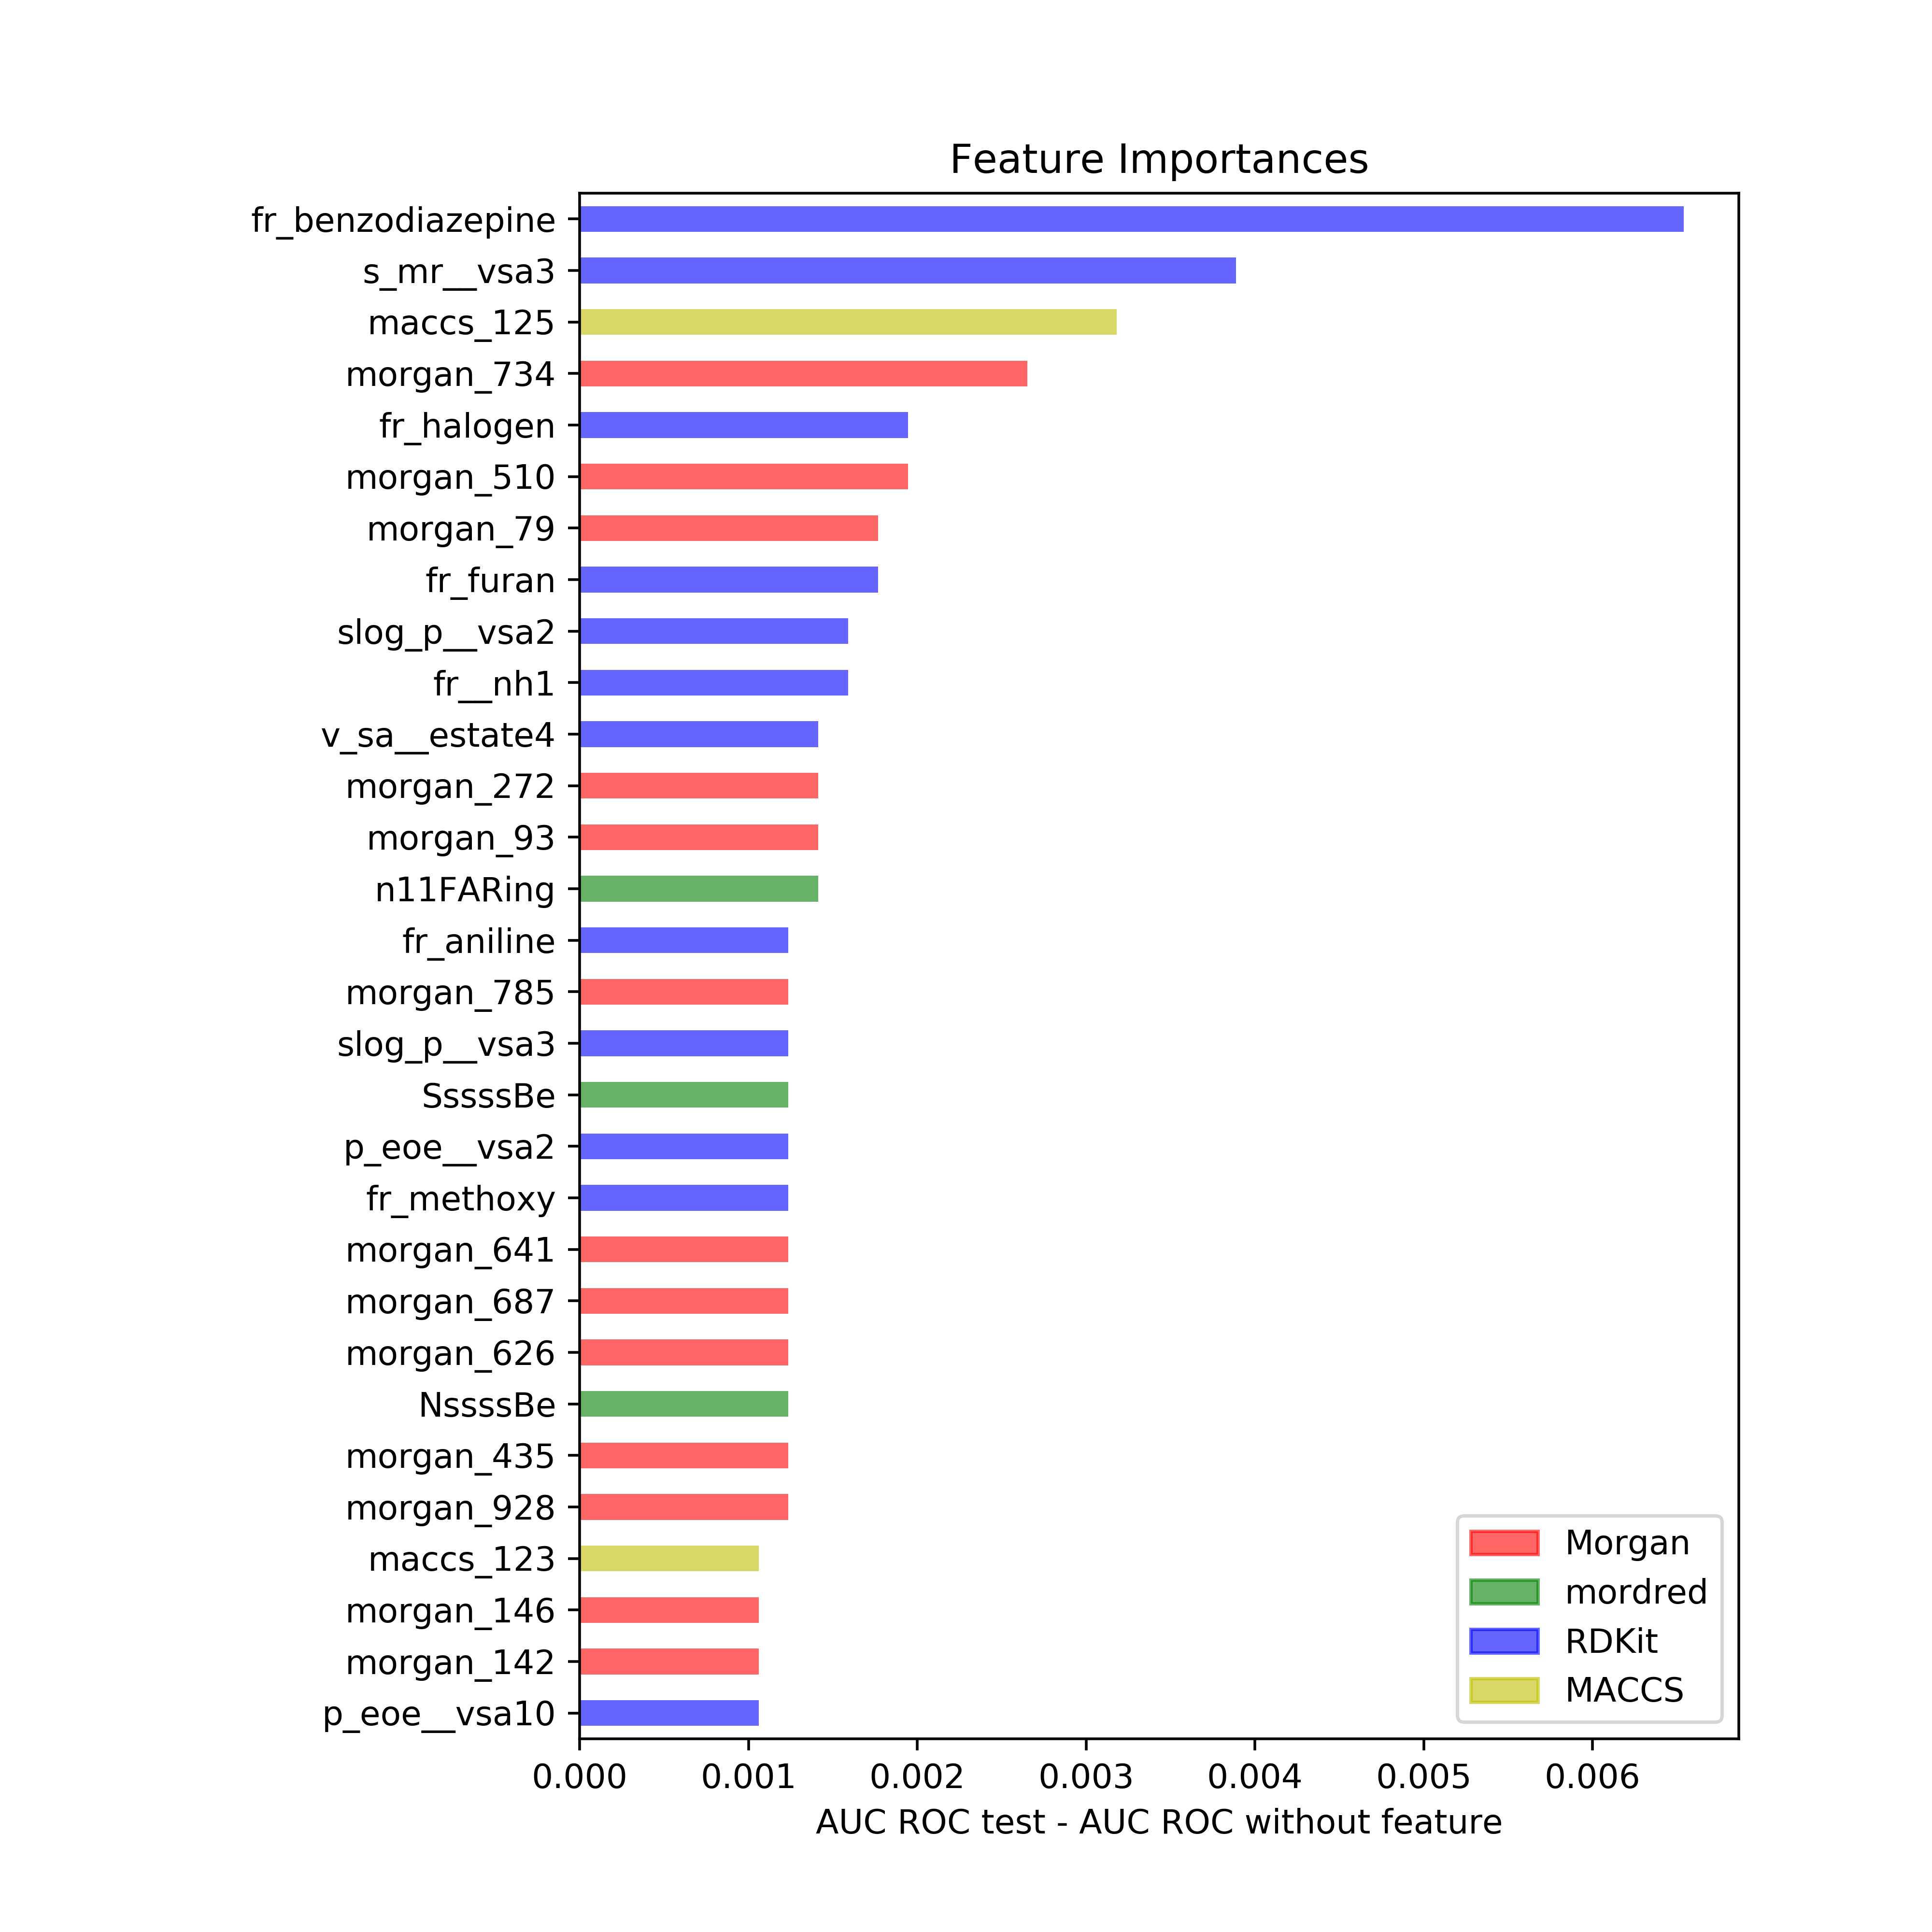 Feature Importances
fr_benzodiazepine
s_mr__vsa3
maccs_125
morgan_734
fr_halogen
morgan_510
morgan_79
fr_furan
slog_p__vsa2
fr__nh1
v_sa__estate4
morgan_272
morgan_93
n11FARing
fr_aniline
morgan_785
slog_p__vsa3
SssssBe
p_eoe__vsa2
fr_methoxy
morgan_641
morgan_687
morgan_626
NssssBe
morgan_435
morgan_928
maccs_123
morgan_146
morgan_142
p_eoe__vsa10
Morgan
mordred
RDKit
MACCS
0.000 0.001 0.002 0.003 0.004 0.005 0.006
AUC ROC test - AUC ROC without feature